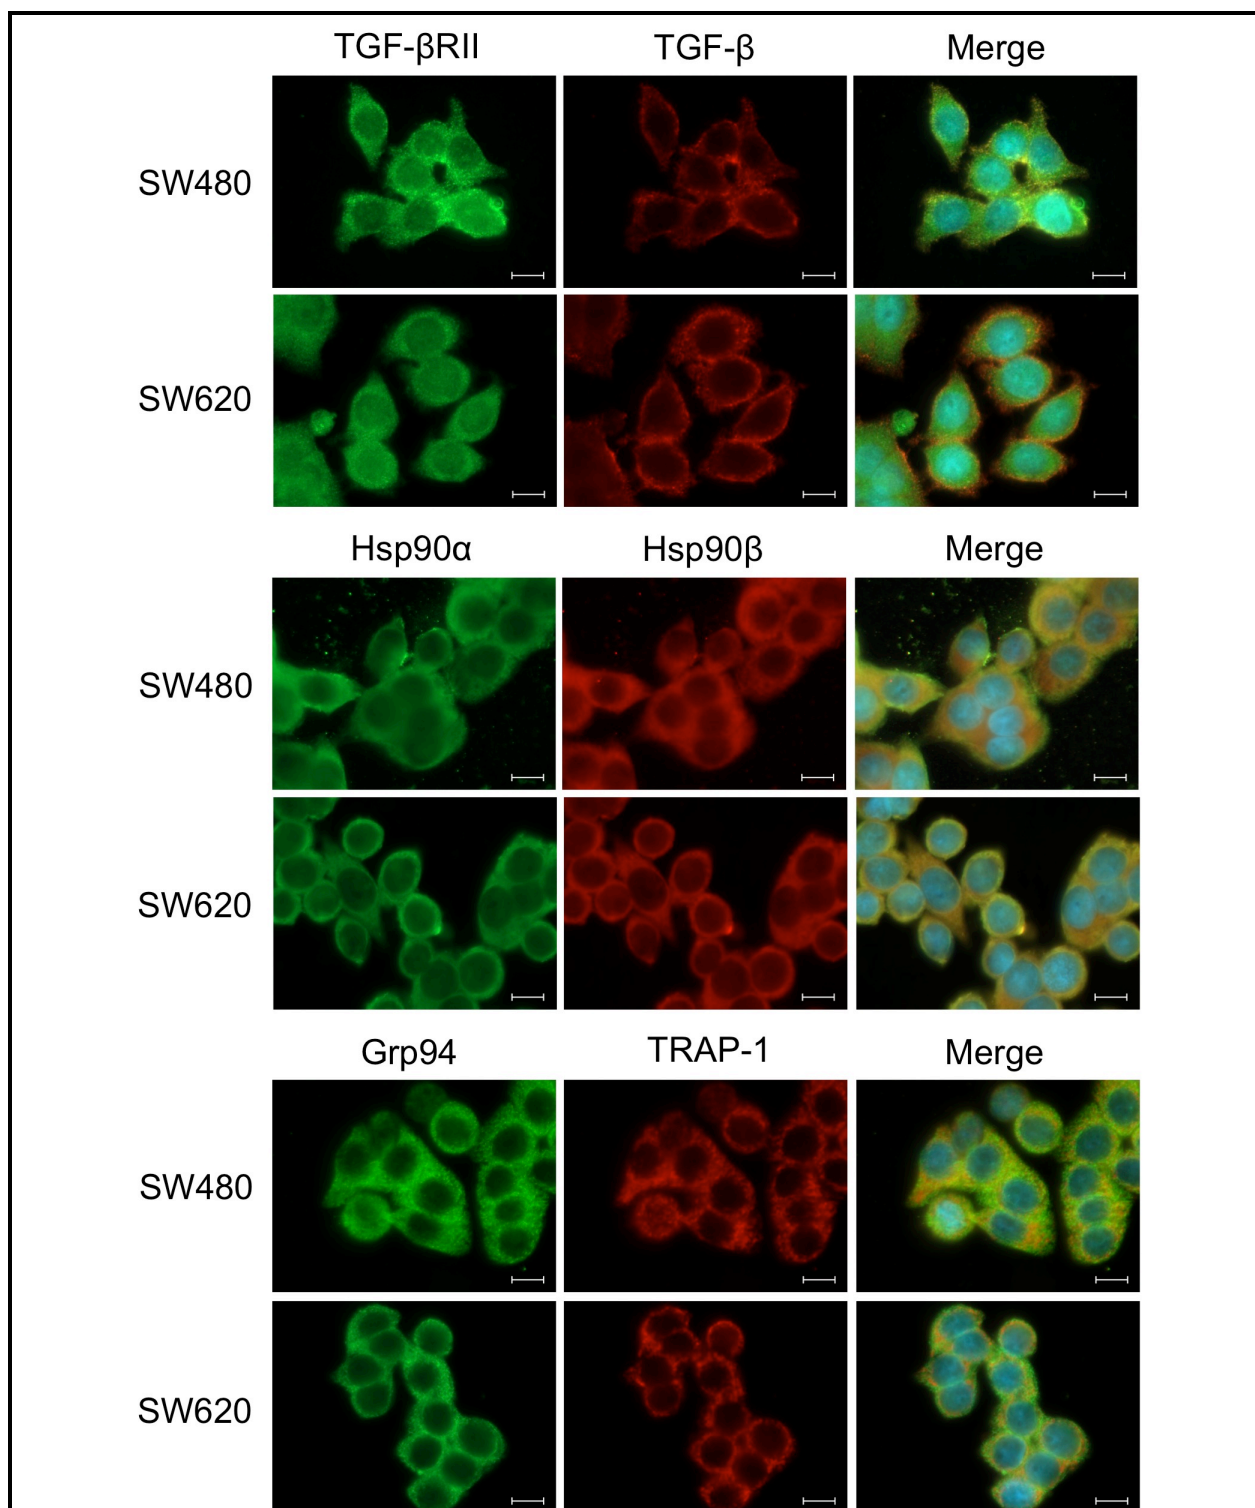 TGF-βRII TGF-β Merge
SW480
SW620
Hsp90α Hsp90β Merge
SW480
SW620
Grp94 TRAP-1 Merge
SW480
SW620